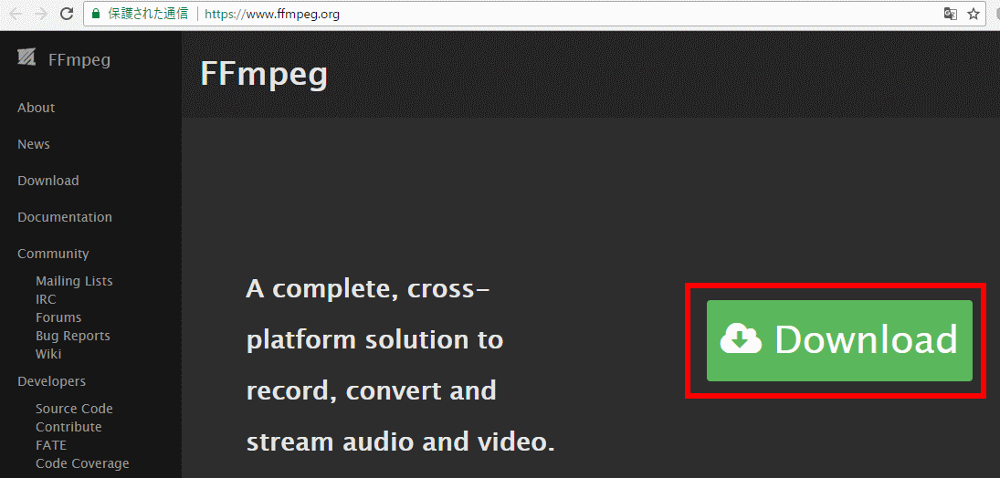 保護された通信 https://www.ffmpeg.org
FFmpeg
About
News
Download
Documentation
Community
Mailing Lists
IRC
Forums
Bug Reports
Wiki
Developers
Source Code
Contribute
FATE
Code Coverage
FFmpeg
A complete, cross-
platform solution to
record, convert and
stream audio and video.
Download